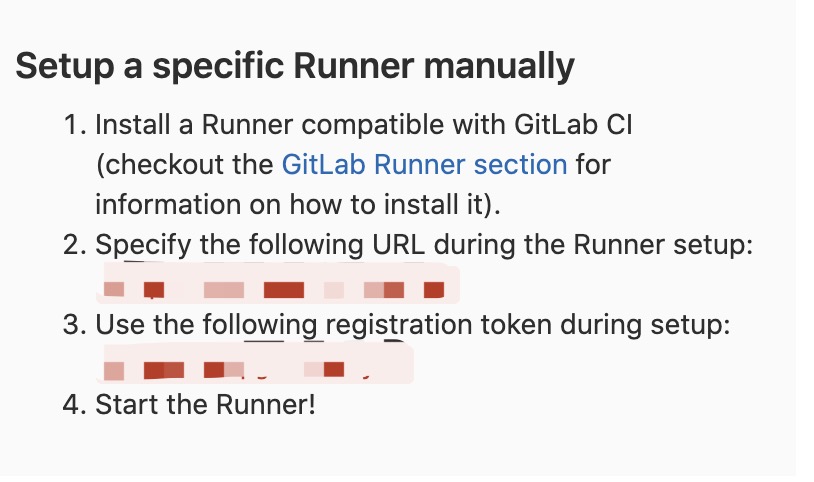 Setup a specific Runner manually
1. Install a Runner compatible with GitLab CI
(checkout the GitLab Runner section for
information on how to install it).
2. Specify the following URL during the Runner setup:
3. Use the following registration token during setup:
4. Start the Runner!